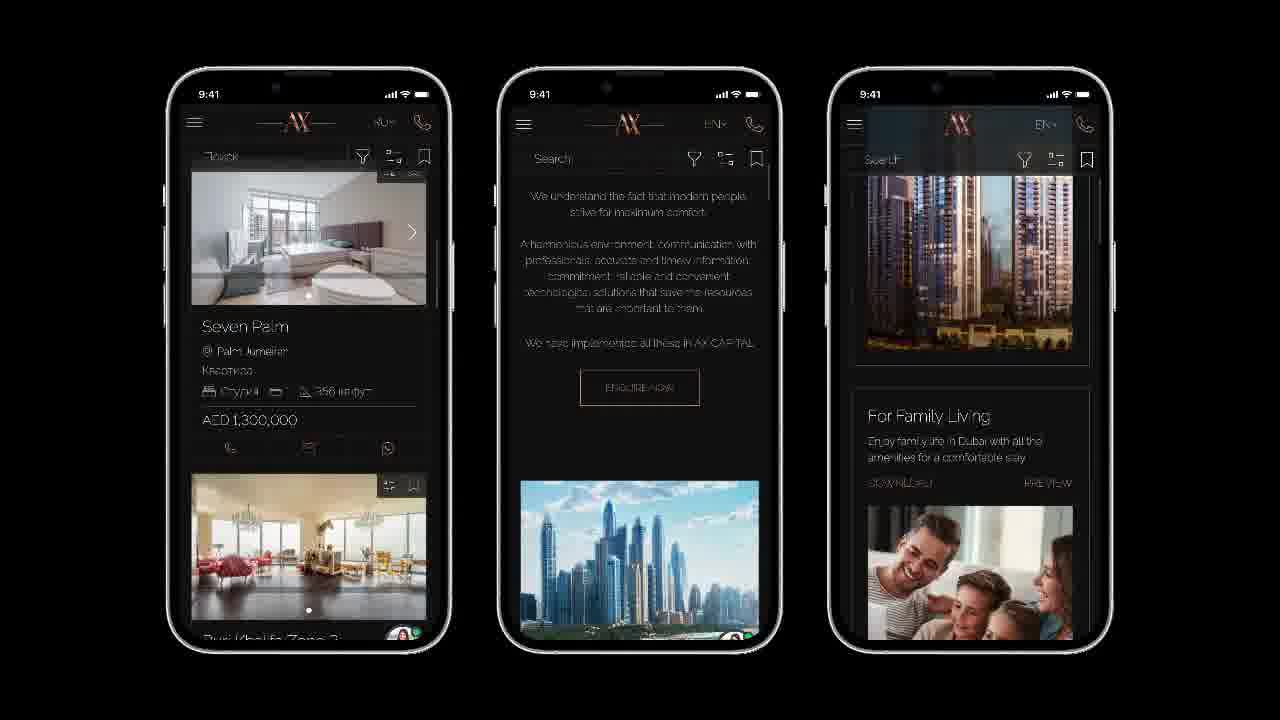 9:41
AX
RU
Поиск
Seven Palm
Palm Jumeirah
Квартира
Студия
356 кв.фут
AED 1,300,000
Burj Khalifa Zone 2
9:41
AX
EN
Search
We understand the fact that modern people
strive for maximum comfort.
A harmonious environment, communication with
professionals, accurate and timely information,
commitment, reliable and convenient
technological solutions that save the resources
that are important to them.
We have implemented all these in AX CAPITAL.
ENQUIRE NOW
9:41
AX
EN
Search
For Family Living
Enjoy family life in Dubai with all the
amenities for a comfortable stay
DOWNLOAD
PREVIEW